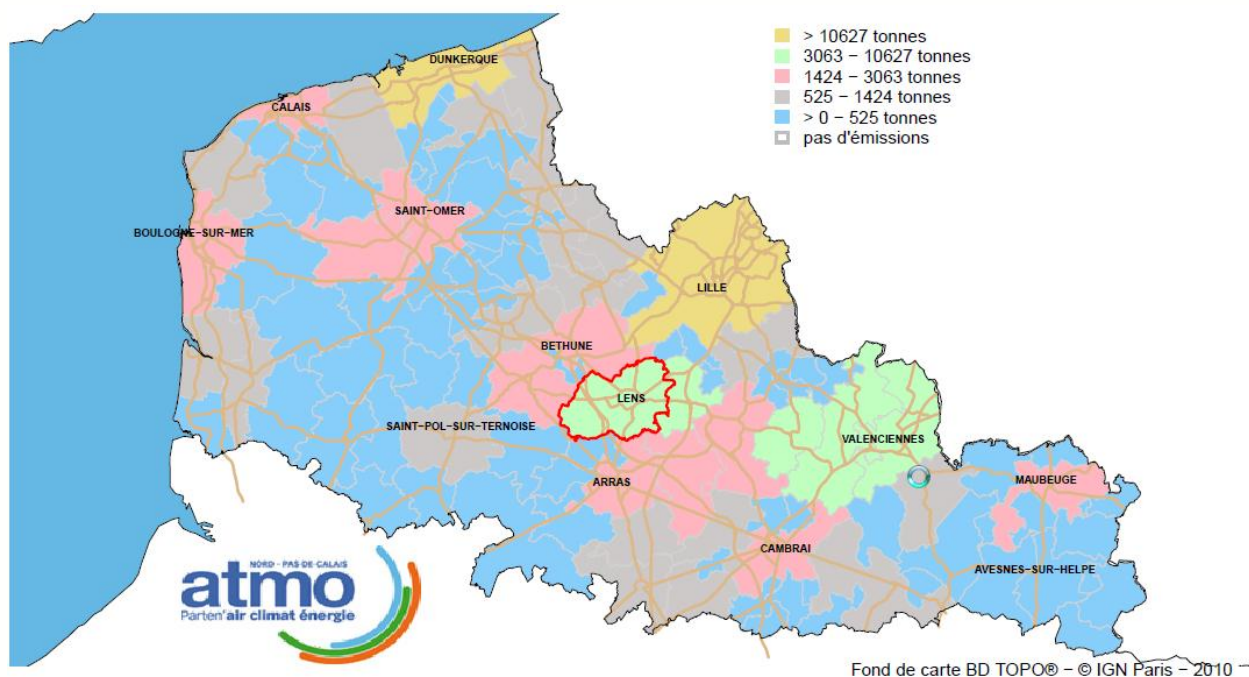 > 10627 tonnes
3063 − 10627 tonnes
1424 − 3063 tonnes
525 − 1424 tonnes
> 0 − 525 tonnes
pas d'émissions
DUNKERQUE
CALAIS
SAINT−OMER
BOULOGNE−SUR−MER
LILLE
BETHUNE
LENS
SAINT−POL−SUR−TERNOISE
VALENCIENNES
ARRAS
MAUBEUGE
CAMBRAI
AVESNES−SUR−HELPE
NORD - PAS-DE-CALAIS
atmo
Parten'air climat énergie
Fond de carte BD TOPO® − © IGN Paris − 2010